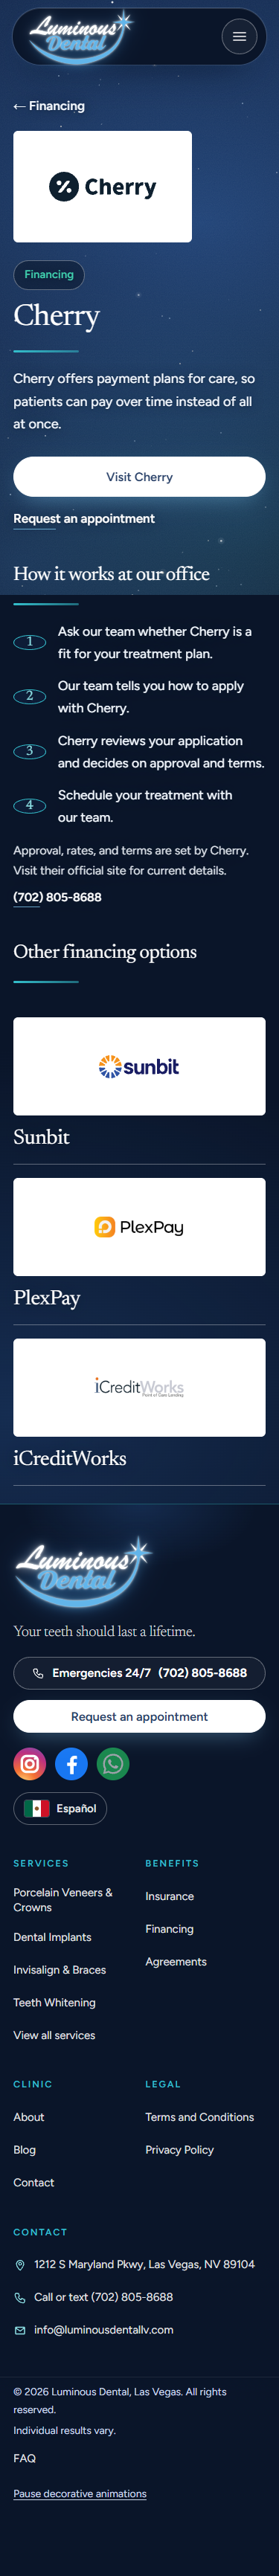 Luminous
Dental
← Financing
Cherry
Financing
Cherry
Cherry offers payment plans for care, so
patients can pay over time instead of all
at once.
Visit Cherry
Request an appointment
How it works at our office
1
Ask our team whether Cherry is a
fit for your treatment plan.
2
Our team tells you how to apply
with Cherry.
3
Cherry reviews your application
and decides on approval and terms.
4
Schedule your treatment with
our team.
Approval, rates, and terms are set by Cherry.
Visit their official site for current details.
(702) 805-8688
Other financing options
sunbit
Sunbit
PlexPay
PlexPay
iCreditWorks
Point of Care Lending
iCreditWorks
Luminous
Dental
Your teeth should last a lifetime.
Emergencies 24/7 (702) 805-8688
Request an appointment
Español
SERVICES
Porcelain Veneers &
Crowns
Dental Implants
Invisalign & Braces
Teeth Whitening
View all services
BENEFITS
Insurance
Financing
Agreements
CLINIC
About
Blog
Contact
LEGAL
Terms and Conditions
Privacy Policy
CONTACT
1212 S Maryland Pkwy, Las Vegas, NV 89104
Call or text (702) 805-8688
info@luminousdentallv.com
© 2026 Luminous Dental, Las Vegas. All rights
reserved.
Individual results vary.
FAQ
Pause decorative animations